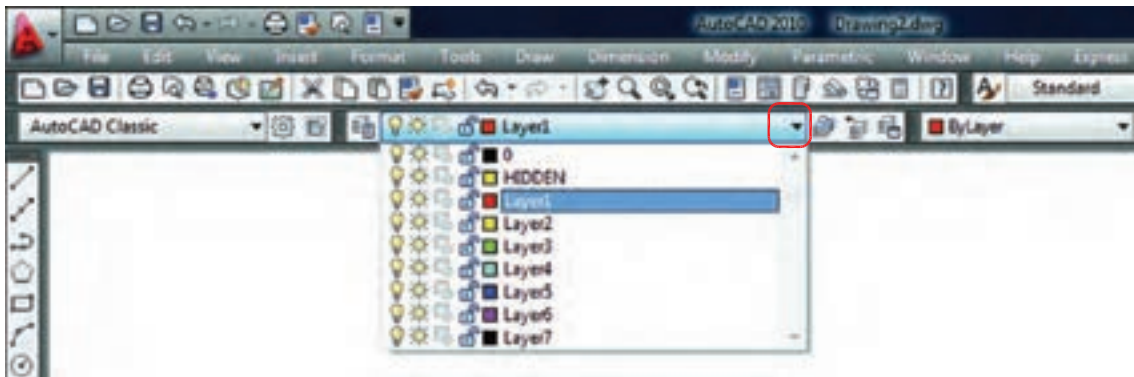 AutoCAD 2010 Drawing2.dwg
File Edit View Insert Format Tools Draw Dimension Modify Parametric Window Help Express
Standard
AutoCAD Classic Layer1 ByLayer
0
HIDDEN
Layer1
Layer2
Layer3
Layer4
Layer5
Layer6
Layer7